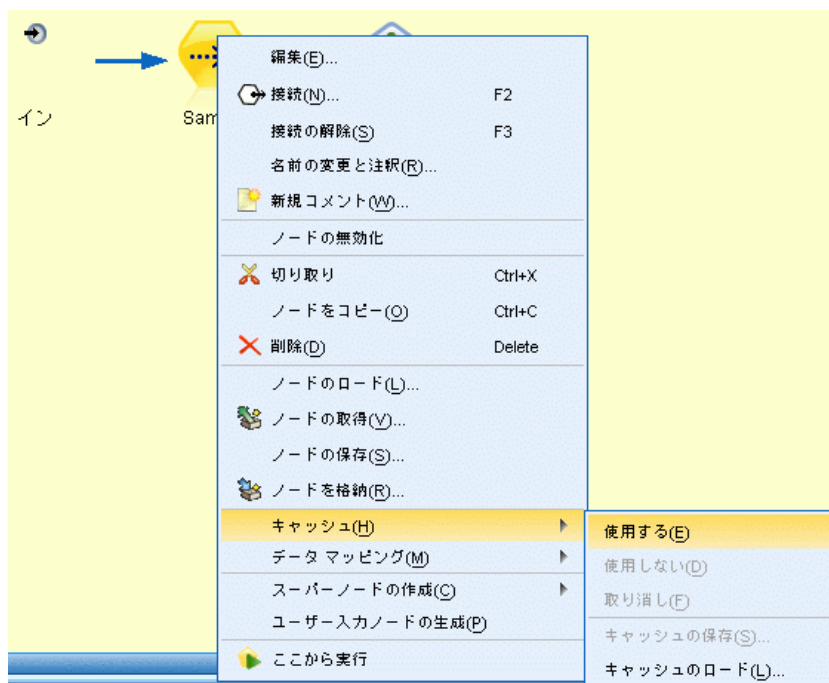 イン
Sam
編集(E)...
接続(N)... F2
接続の解除(S) F3
名前の変更と注釈(R)...
新規コメント(W)...
ノードの無効化
切り取り Ctrl+X
ノードをコピー(O) Ctrl+C
削除(D) Delete
ノードのロード(L)...
ノードの取得(V)...
ノードの保存(S)...
ノードを格納(R)...
キャッシュ(H)
データ マッピング(M)
スーパーノードの作成(C)
ユーザー入力ノードの生成(P)
ここから実行
使用する(E)
使用しない(D)
取り消し(F)
キャッシュの保存(S)...
キャッシュのロード(L)...